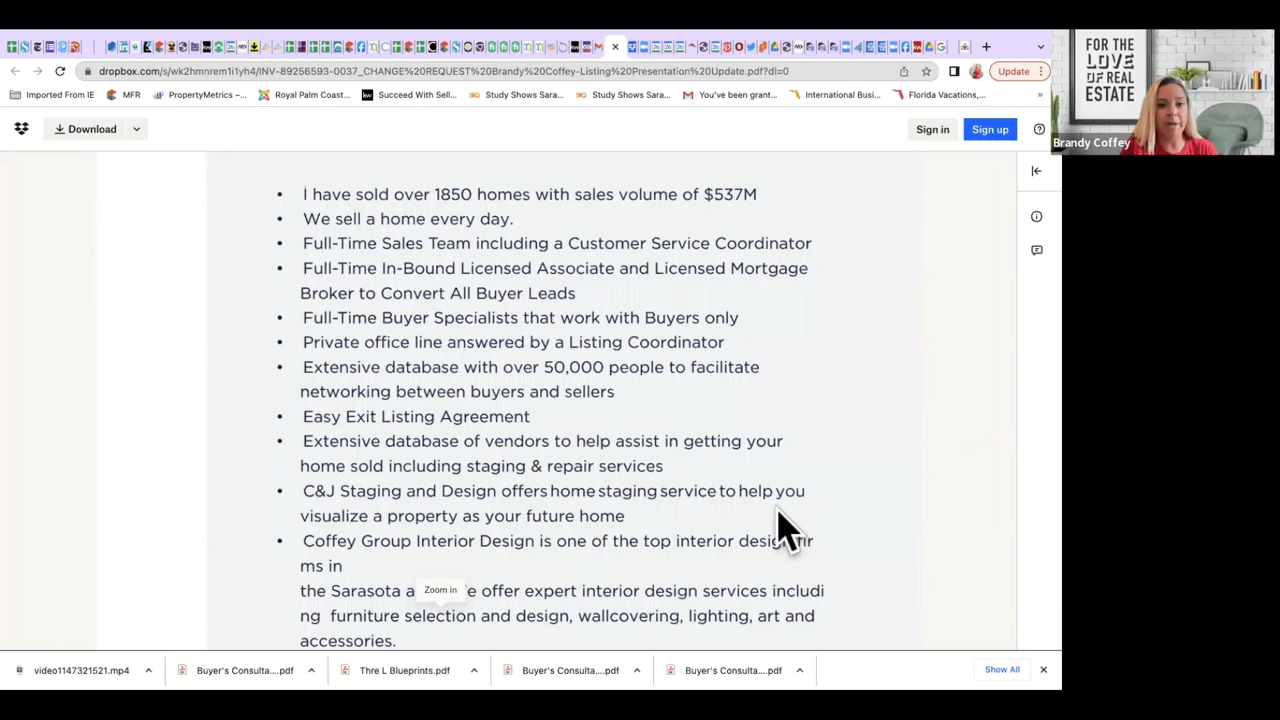 dropbox.com/s/wk2hmnrem1i1yh4/INV-89256593-0037_CHANGE%20REQUEST%20Brandy%20Coffey-Listing%20Presentation%20Update.pdf?dl=0
Update
Imported From IE
MFR
PropertyMetrics –...
Royal Palm Coast...
Succeed With Sell...
Study Shows Sara...
Study Shows Sara...
You've been grant...
International Busi...
Florida Vacations,...
»
FOR THE
LOVE
OF REAL
ESTATE
Brandy Coffey
Download
Sign in
Sign up
• I have sold over 1850 homes with sales volume of $537M
• We sell a home every day.
• Full-Time Sales Team including a Customer Service Coordinator
• Full-Time In-Bound Licensed Associate and Licensed Mortgage
Broker to Convert All Buyer Leads
• Full-Time Buyer Specialists that work with Buyers only
• Private office line answered by a Listing Coordinator
• Extensive database with over 50,000 people to facilitate
networking between buyers and sellers
• Easy Exit Listing Agreement
• Extensive database of vendors to help assist in getting your
home sold including staging & repair services
• C&J Staging and Design offers home staging service to help you
visualize a property as your future home
• Coffey Group Interior Design is one of the top interior design fir
ms in
the Sarasota offer expert interior design services includi
ng furniture selection and design, wallcovering, lighting, art and
accessories.
Zoom in
video1147321521.mp4
Buyer's Consulta....pdf
Thre L Blueprints.pdf
Buyer's Consulta....pdf
Buyer's Consulta....pdf
Show All